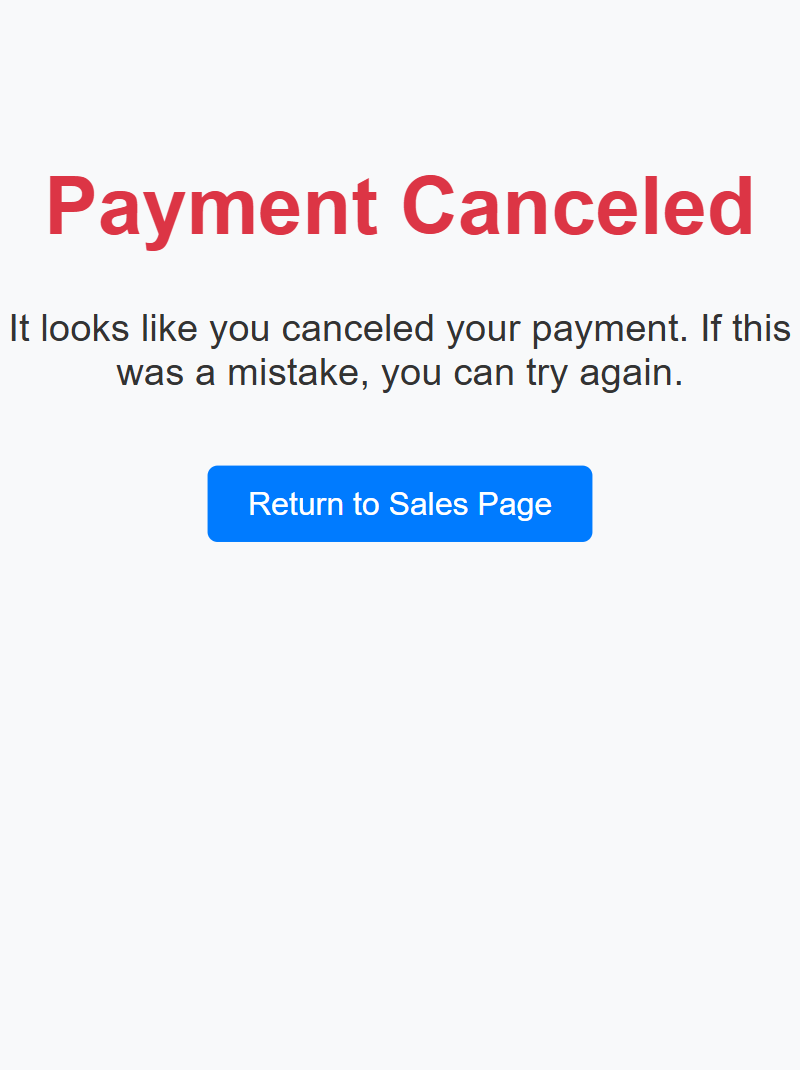 Payment Canceled
It looks like you canceled your payment. If this
was a mistake, you can try again.
Return to Sales Page